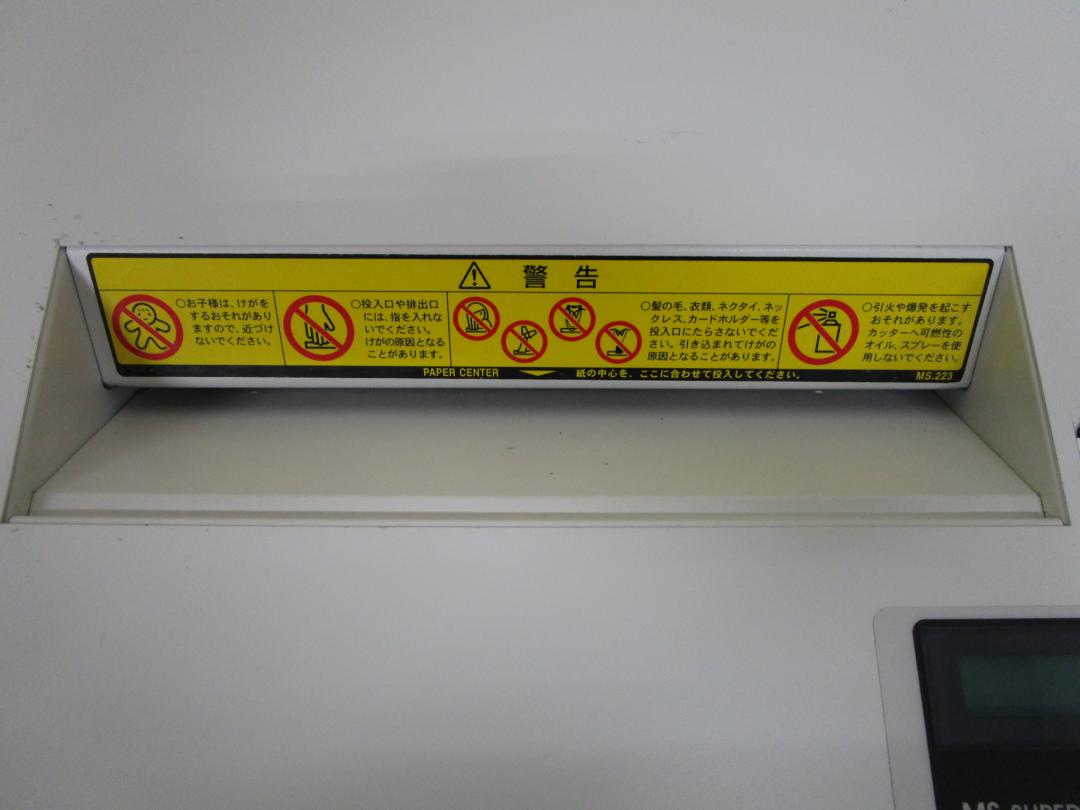 警告
○お子様は、けがを
するおそれがあり
ますので、近づけ
ないでください。
○投入口や排出口
には、指を入れな
いでください。
けがの原因となる
ことがあります。
○髪の毛、衣類、ネクタイ、ネッ
クレス、カードホルダー等を
投入口にたらさないでくだ
さい。引き込まれてけがの
原因となることがあります。
○引火や爆発を起こす
おそれがあります。
カッターへ可燃性の
オイル、スプレーを使
用しないでください。
PAPER CENTER 紙の中心を、ここに合わせて投入してください。 MS.223
MS SUPER